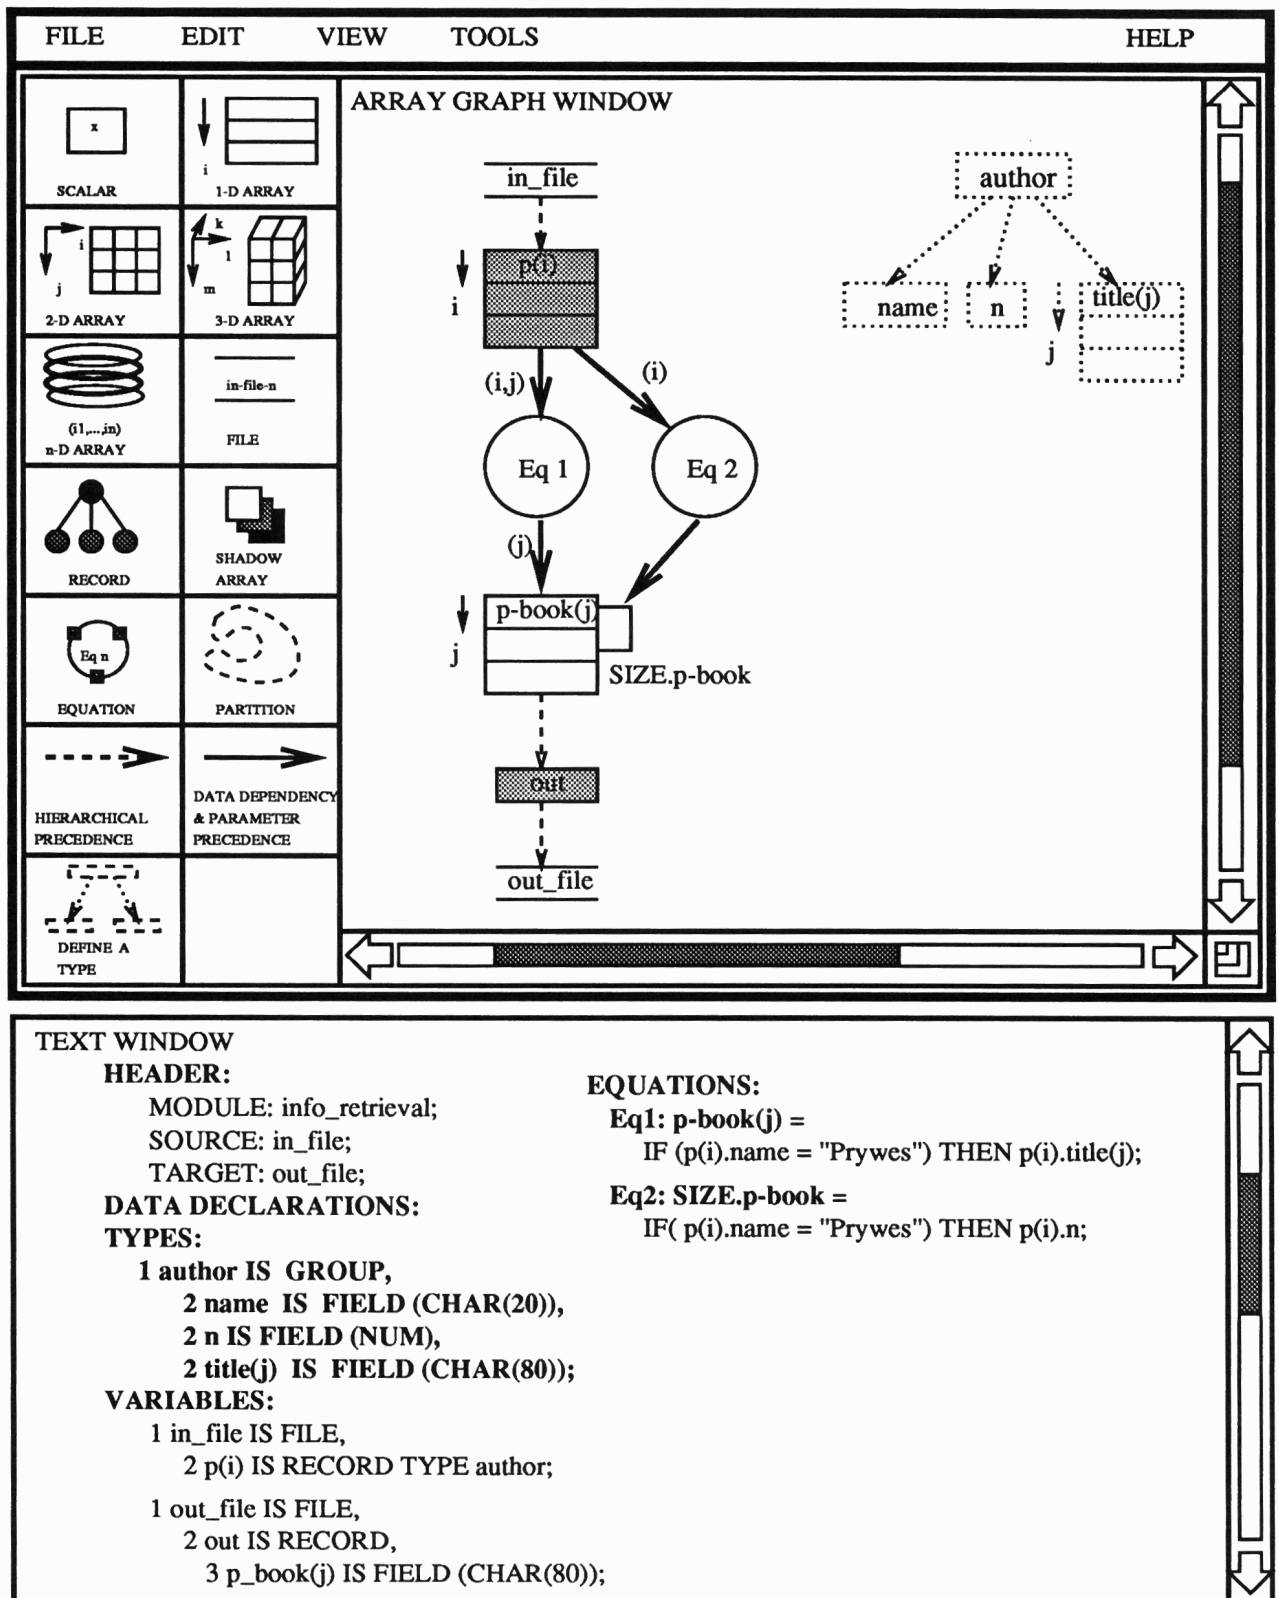 FILE EDIT VIEW TOOLS HELP
x
SCALAR
i
1-D ARRAY
i
j
2-D ARRAY
k
l
m
3-D ARRAY
(i1,...,in)
n-D ARRAY
in-file-n
FILE
RECORD
SHADOW
ARRAY
Eq n
EQUATION
PARTITION
HIERARCHICAL
PRECEDENCE
DATA DEPENDENCY
& PARAMETER
PRECEDENCE
DEFINE A
TYPE
ARRAY GRAPH WINDOW
in_file
p(i)
i
(i,j)
(i)
Eq 1
Eq 2
(j)
p-book(j)
j
SIZE.p-book
out
out_file
author
name
n
title(j)
j
TEXT WINDOW
HEADER:
MODULE: info_retrieval;
SOURCE: in_file;
TARGET: out_file;
DATA DECLARATIONS:
TYPES:
1 author IS GROUP,
2 name IS FIELD (CHAR(20)),
2 n IS FIELD (NUM),
2 title(j) IS FIELD (CHAR(80));
VARIABLES:
1 in_file IS FILE,
2 p(i) IS RECORD TYPE author;
1 out_file IS FILE,
2 out IS RECORD,
3 p_book(j) IS FIELD (CHAR(80));
EQUATIONS:
Eq1: p-book(j) =
IF (p(i).name = "Prywes") THEN p(i).title(j);
Eq2: SIZE.p-book =
IF( p(i).name = "Prywes") THEN p(i).n;